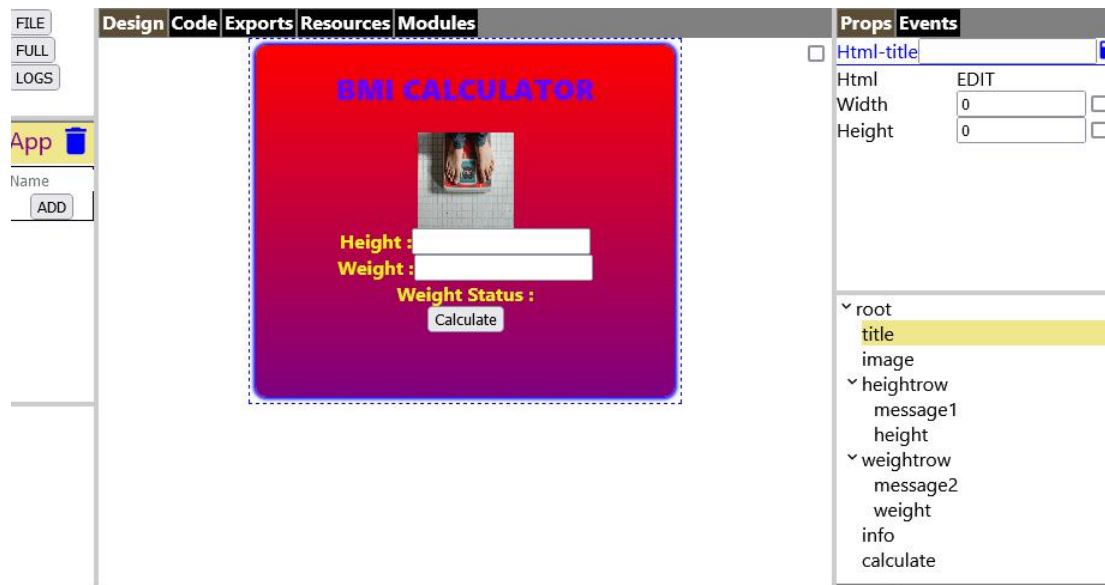 FILE
FULL
LOGS
App
Name
ADD
Design Code Exports Resources Modules
BMI CALCULATOR
Height :
Weight :
Weight Status :
Calculate
Props Events
Html-title
Html EDIT
Width 0
Height 0
root
title
image
heightrow
message1
height
weightrow
message2
weight
info
calculate